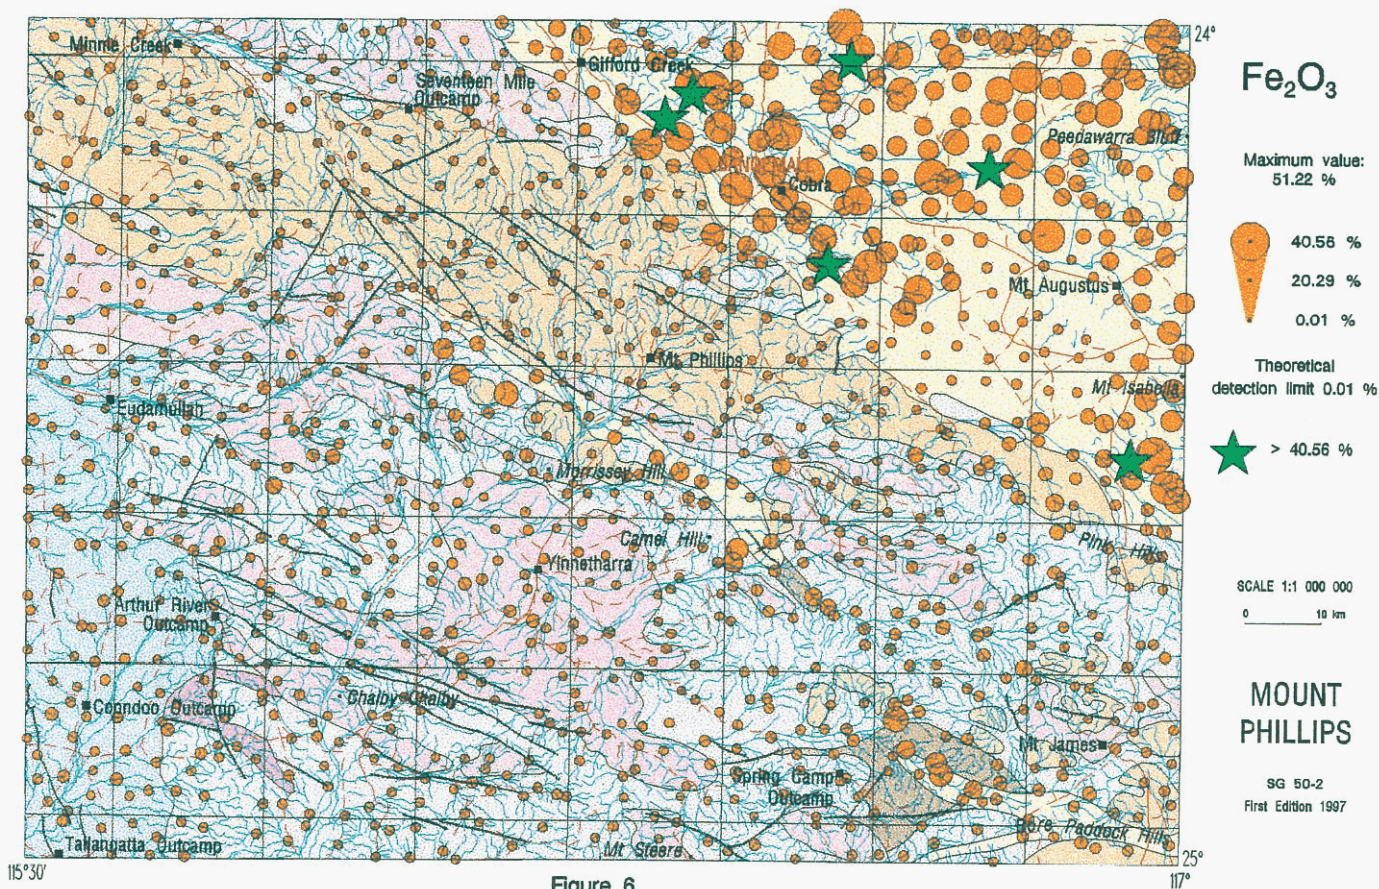 24°
Minnie Creek
Gifford Creek
Seventeen Mile
Outcamp
Fe₂O₃
Peedawarra Bluff
Maximum value:
51.22 %
Cobra
40.56 %
20.29 %
0.01 %
Mt Augustus
Mt Phillips
Theoretical
detection limit 0.01 %
Mt Isabella
Eudamullah
> 40.56 %
Morrissey Hill
Camel Hill
Pink Hills
Yinnetharra
SCALE 1:1 000 000
0 10 km
Arthur River
Outcamp
MOUNT
PHILLIPS
Chalby Chalby
Coondoo Outcamp
Mt James
Spring Camp
Outcamp
SG 50-2
First Edition 1997
Bore Paddock Hills
Tallangatta Outcamp
Mt Steere
25°
115°30'
117°
Figure 6